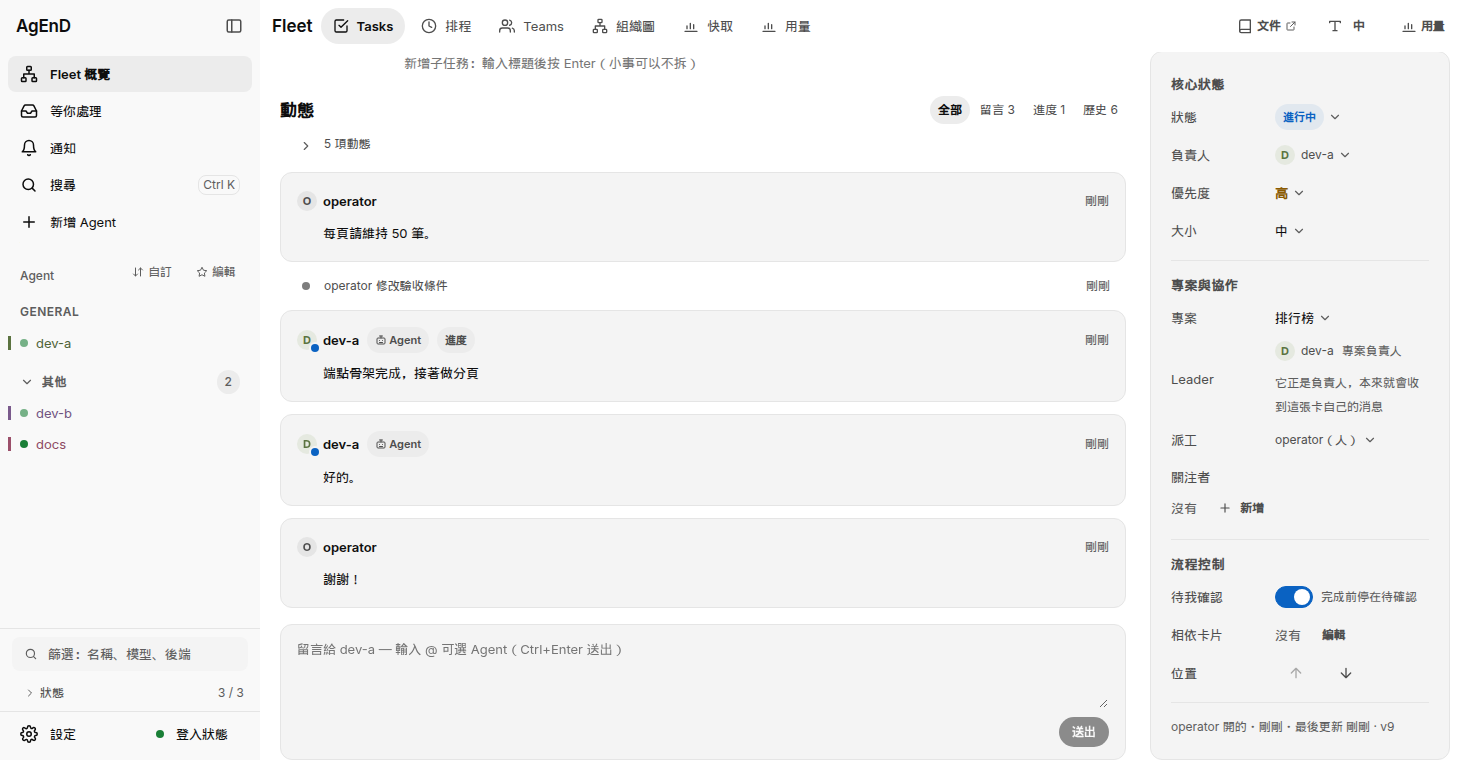 AgEnD
Fleet 概覽
等你處理
通知
搜尋 Ctrl K
新增 Agent
Agent 自訂 編輯
GENERAL
dev-a
其他 2
dev-b
docs
篩選：名稱、模型、後端
狀態 3 / 3
設定 登入狀態
Fleet Tasks 排程 Teams 組織圖 快取 用量
文件 中 用量
新增子任務：輸入標題後按 Enter（小事可以不拆）
動態 全部 留言 3 進度 1 歷史 6
5 項動態
O operator 剛剛
每頁請維持 50 筆。
operator 修改驗收條件 剛剛
D dev-a Agent 進度 剛剛
端點骨架完成，接著做分頁
D dev-a Agent 剛剛
好的。
O operator 剛剛
謝謝！
留言給 dev-a — 輸入 @ 可選 Agent（Ctrl+Enter 送出）
送出
核心狀態
狀態 進行中
負責人 D dev-a
優先度 高
大小 中
專案與協作
專案 排行榜
D dev-a 專案負責人
Leader 它正是負責人，本來就會收
到這張卡自己的消息
派工 operator（人）
關注者
沒有 新增
流程控制
待我確認 完成前停在待確認
相依卡片 沒有 編輯
位置
operator 開的・剛剛・最後更新 剛剛 · v9